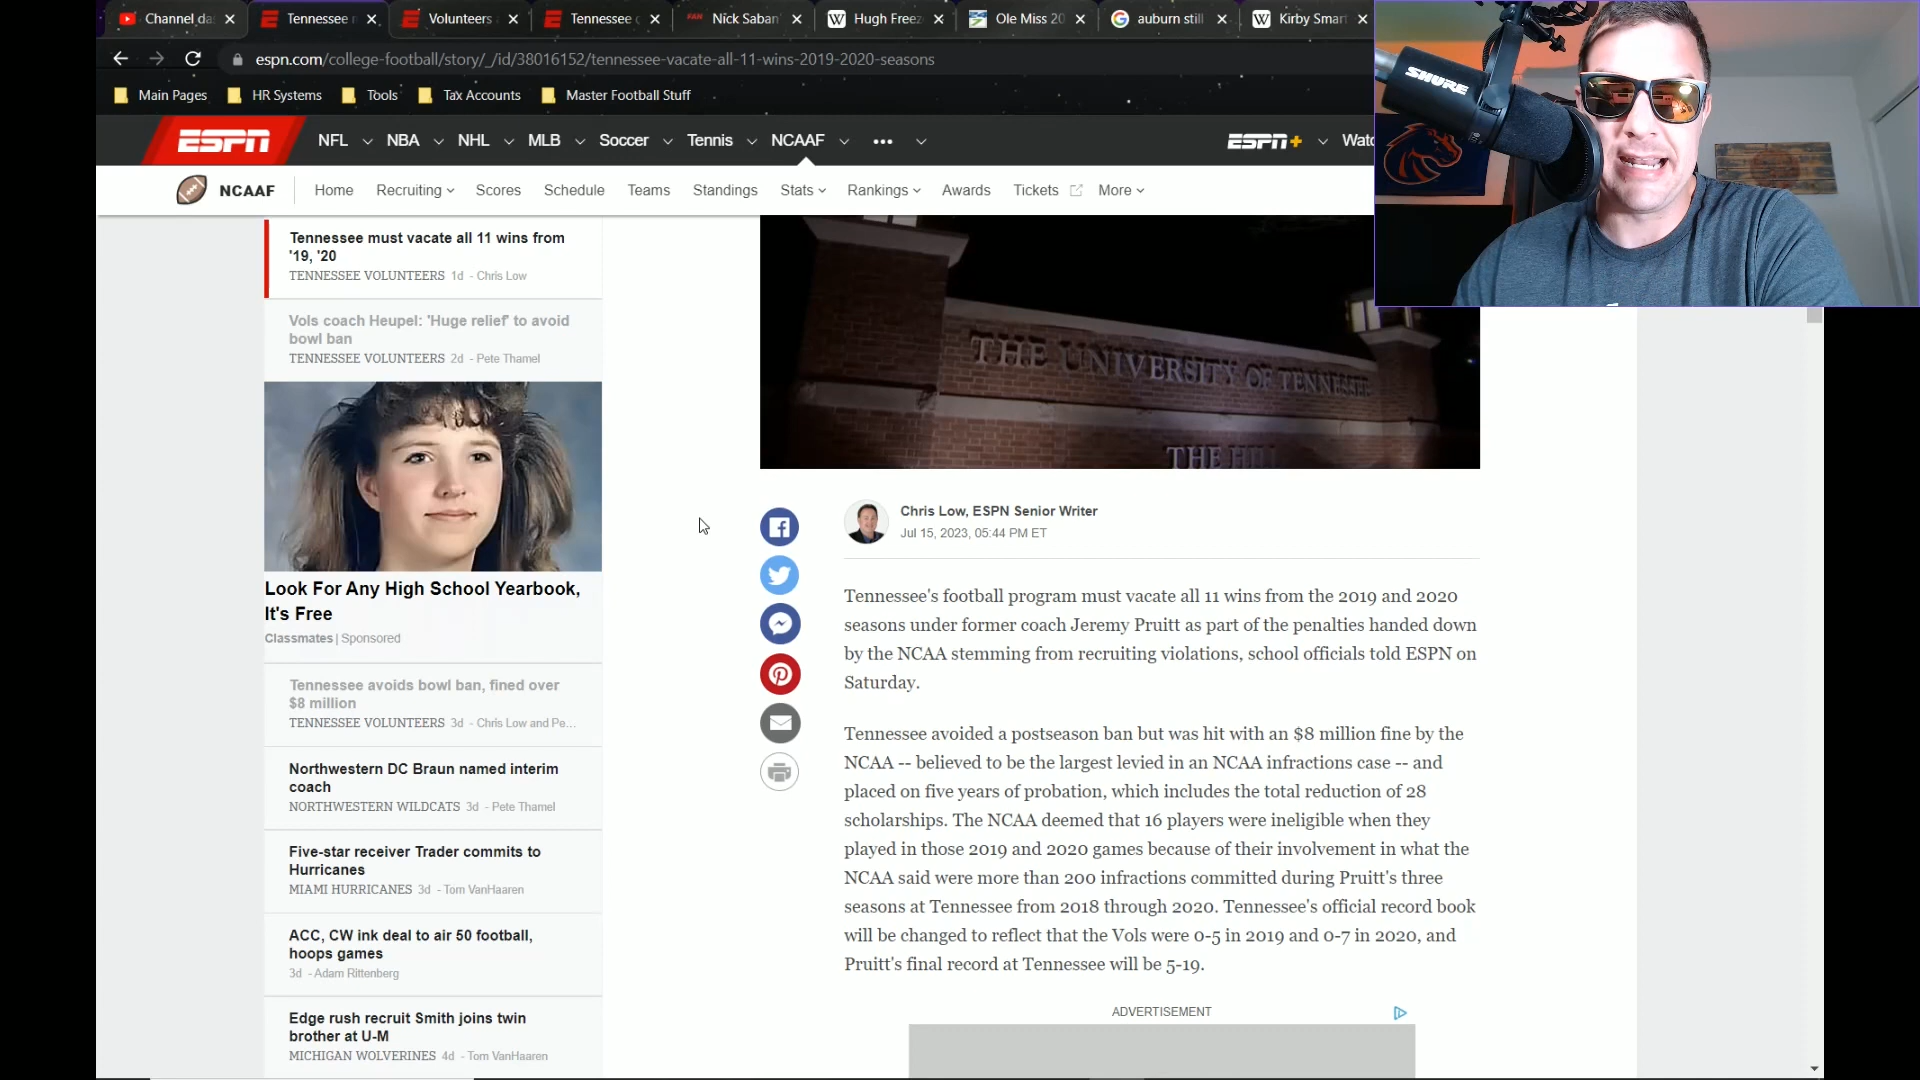 Channel da
Tennessee
Volunteers
Tennessee
FAN Nick Saban
Hugh Freez
Ole Miss 20
auburn still
Kirby Smar
espn.com/college-football/story/_/id/38016152/tennessee-vacate-all-11-wins-2019-2020-seasons
Main Pages HR Systems Tools Tax Accounts Master Football Stuff
SHURE
ESPN NFL NBA NHL MLB Soccer Tennis NCAAF ••• ESPN+ Watc
NCAAF Home Recruiting Scores Schedule Teams Standings Stats Rankings Awards Tickets More
Tennessee must vacate all 11 wins from
'19, '20
TENNESSEE VOLUNTEERS 1d - Chris Low
Vols coach Heupel: 'Huge relief' to avoid
bowl ban
TENNESSEE VOLUNTEERS 2d - Pete Thamel
Look For Any High School Yearbook,
It's Free
Classmates | Sponsored
Tennessee avoids bowl ban, fined over
$8 million
TENNESSEE VOLUNTEERS 3d - Chris Low and Pe...
Northwestern DC Braun named interim
coach
NORTHWESTERN WILDCATS 3d - Pete Thamel
Five-star receiver Trader commits to
Hurricanes
MIAMI HURRICANES 3d - Tom VanHaaren
ACC, CW ink deal to air 50 football,
hoops games
3d - Adam Rittenberg
Edge rush recruit Smith joins twin
brother at U-M
MICHIGAN WOLVERINES 4d - Tom VanHaaren
THE UNIVERSITY OF TENNESSEE
THE HILL
Chris Low, ESPN Senior Writer
Jul 15, 2023, 05:44 PM ET
Tennessee's football program must vacate all 11 wins from the 2019 and 2020
seasons under former coach Jeremy Pruitt as part of the penalties handed down
by the NCAA stemming from recruiting violations, school officials told ESPN on
Saturday.
Tennessee avoided a postseason ban but was hit with an $8 million fine by the
NCAA -- believed to be the largest levied in an NCAA infractions case -- and
placed on five years of probation, which includes the total reduction of 28
scholarships. The NCAA deemed that 16 players were ineligible when they
played in those 2019 and 2020 games because of their involvement in what the
NCAA said were more than 200 infractions committed during Pruitt's three
seasons at Tennessee from 2018 through 2020. Tennessee's official record book
will be changed to reflect that the Vols were 0-5 in 2019 and 0-7 in 2020, and
Pruitt's final record at Tennessee will be 5-19.
ADVERTISEMENT